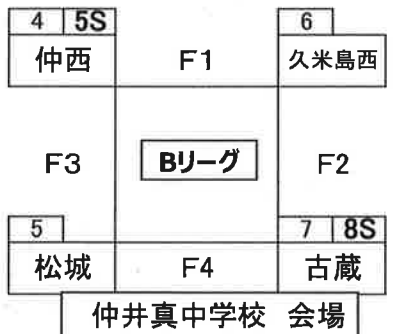 4 5S 6
仲西 F1 久米島西
F3 Bリーグ F2
5 7 8S
松城 F4 古蔵
仲井真中学校 会場